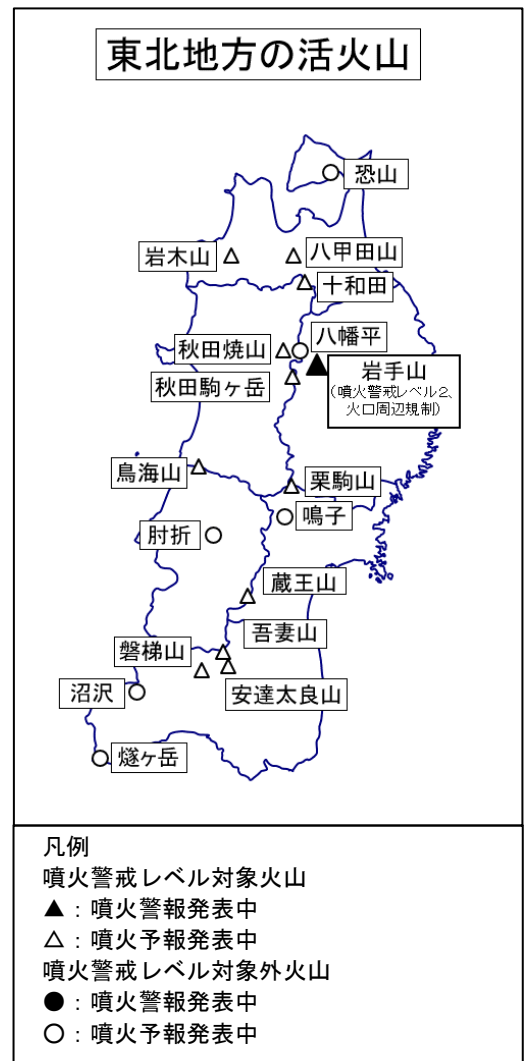 東北地方の活火山
恐山
岩木山
八甲田山
十和田
八幡平
秋田焼山
岩手山
(噴火警戒レベル2、
火口周辺規制)
秋田駒ヶ岳
鳥海山
栗駒山
鳴子
肘折
蔵王山
吾妻山
磐梯山
沼沢
安達太良山
燧ヶ岳
凡例
噴火警戒レベル対象火山
▲：噴火警報発表中
△：噴火予報発表中
噴火警戒レベル対象外火山
●：噴火警報発表中
○：噴火予報発表中